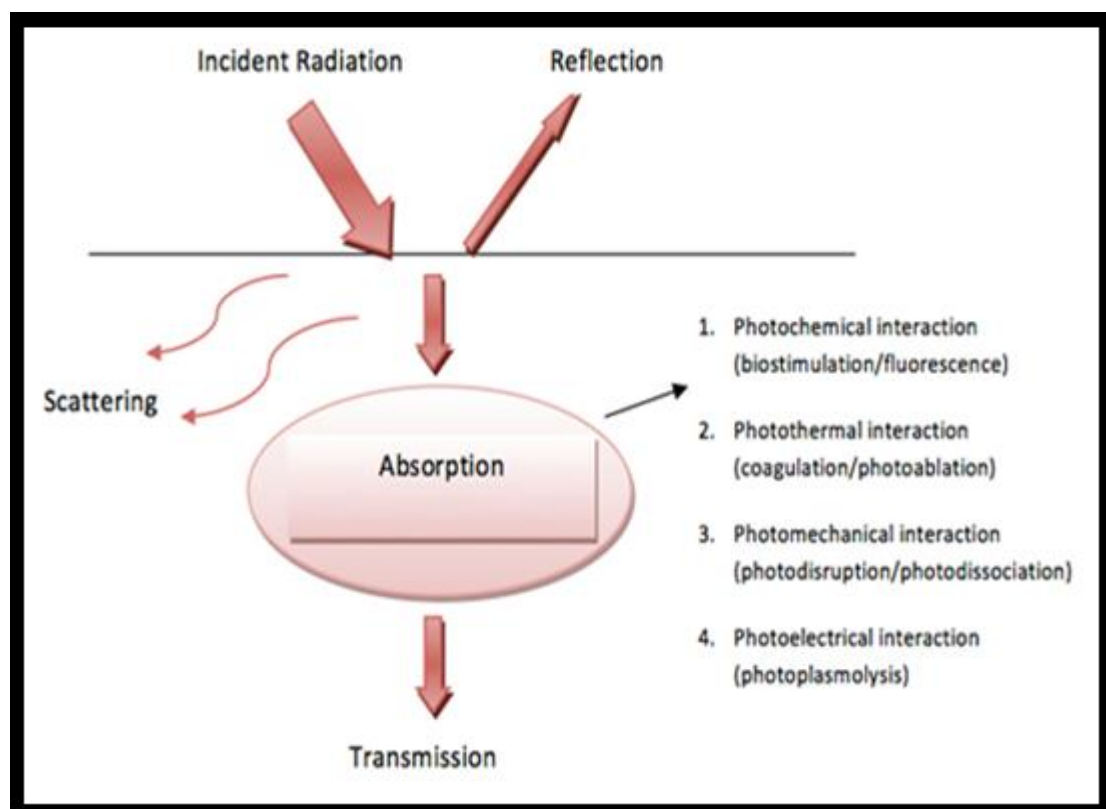 Incident Radiation
Reflection
Scattering
Absorption
1. Photochemical interaction
(biostimulation/fluorescence)
2. Photothermal interaction
(coagulation/photoablation)
3. Photomechanical interaction
(photodisruption/photodissociation)
4. Photoelectrical interaction
(photoplasmolysis)
Transmission